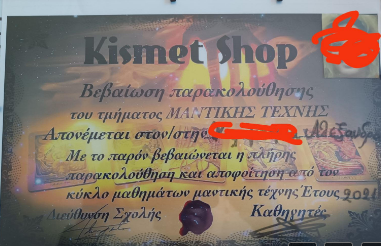 Kismet Shop
Βεβαίωση παρακολούθησης
του τμήματος ΜΑΝΤΙΚΗΣ ΤΕΧΝΗΣ
Απονέμεται στον/στην
Με το παρόν βεβαιώνεται η πλήρης
παρακολούθηση και αποφοίτηση από τον
κύκλο μαθημάτων μαντικής τέχνης Έτους 2021
Διεύθυνση Σχολής Καθηγητές